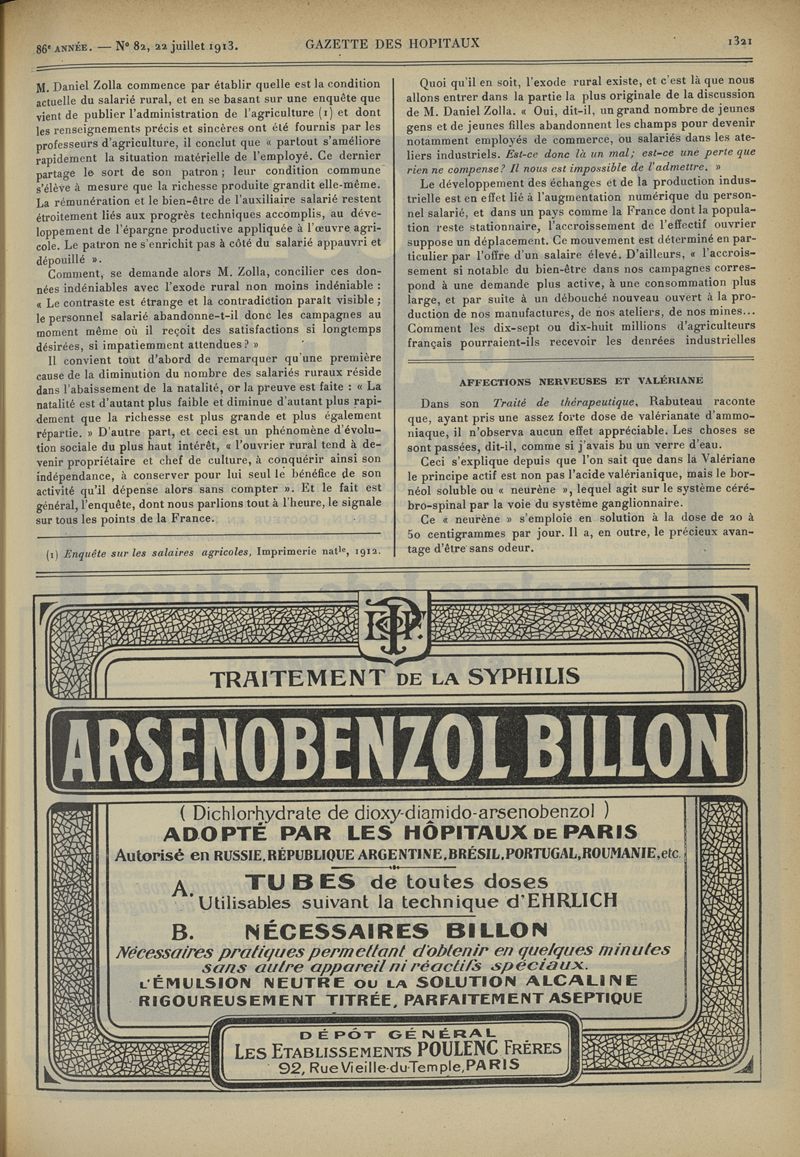 86e ANNÉE. — N° 82, 22 juillet 1913.
GAZETTE DES HOPITAUX
1321
M. Daniel Zolla commence par établir quelle est la condition
actuelle du salarié rural, et en se basant sur une enquête que
vient de publier l'administration de l'agriculture (1) et dont
les renseignements précis et sincères ont été fournis par les
professeurs d'agriculture, il conclut que « partout s'améliore
rapidement la situation matérielle de l'employé. Ce dernier
partage le sort de son patron; leur condition commune
s'élève à mesure que la richesse produite grandit elle-même.
La rémunération et le bien-être de l'auxiliaire salarié restent
étroitement liés aux progrès techniques accomplis, au déve-
loppement de l'épargne productive appliquée à l'œuvre agri-
cole. Le patron ne s'enrichit pas à côté du salarié appauvri et
dépouillé ».
Comment, se demande alors M. Zolla, concilier ces don-
nées indéniables avec l'exode rural non moins indéniable :
« Le contraste est étrange et la contradiction paraît visible;
le personnel salarié abandonne-t-il donc les campagnes au
moment même où il reçoit des satisfactions si longtemps
désirées, si impatiemment attendues? »
Il convient tout d'abord de remarquer qu'une première
cause de la diminution du nombre des salariés ruraux réside
dans l'abaissement de la natalité, or la preuve est faite : « La
natalité est d'autant plus faible et diminue d'autant plus rapi-
dement que la richesse est plus grande et plus également
répartie. » D'autre part, et ceci est un phénomène d'évolu-
tion sociale du plus haut intérêt, « l'ouvrier rural tend à de-
venir propriétaire et chef de culture, à conquérir ainsi son
indépendance, à conserver pour lui seul le bénéfice de son
activité qu'il dépense alors sans compter ». Et le fait est
général, l'enquête, dont nous parlions tout à l'heure, le signale
sur tous les points de la France.
(1) Enquête sur les salaires agricoles, Imprimerie natle, 1912.
Quoi qu'il en soit, l'exode rural existe, et c'est là que nous
allons entrer dans la partie la plus originale de la discussion
de M. Daniel Zolla. « Oui, dit-il, un grand nombre de jeunes
gens et de jeunes filles abandonnent les champs pour devenir
notamment employés de commerce, ou salariés dans les ate-
liers industriels. Est-ce donc là un mal; est-ce une perte que
rien ne compense? Il nous est impossible de l'admettre. »
Le développement des échanges et de la production indus-
trielle est en effet lié à l'augmentation numérique du person-
nel salarié, et dans un pays comme la France dont la popula-
tion reste stationnaire, l'accroissement de l'effectif ouvrier
suppose un déplacement. Ce mouvement est déterminé en par-
ticulier par l'offre d'un salaire élevé. D'ailleurs, « l'accrois-
sement si notable du bien-être dans nos campagnes corres-
pond à une demande plus active, à une consommation plus
large, et par suite à un débouché nouveau ouvert à la pro-
duction de nos manufactures, de nos ateliers, de nos mines...
Comment les dix-sept ou dix-huit millions d'agriculteurs
français pourraient-ils recevoir les denrées industrielles
AFFECTIONS NERVEUSES ET VALÉRIANE
Dans son Traité de thérapeutique, Rabuteau raconte
que, ayant pris une assez forte dose de valérianate d'ammo-
niaque, il n'observa aucun effet appréciable. Les choses se
sont passées, dit-il, comme si j'avais bu un verre d'eau.
Ceci s'explique depuis que l'on sait que dans la Valériane
le principe actif est non pas l'acide valérianique, mais le bor-
néol soluble ou « neurène », lequel agit sur le système céré-
bro-spinal par la voie du système ganglionnaire.
Ce « neurène » s'emploie en solution à la dose de 20 à
50 centigrammes par jour. Il a, en outre, le précieux avan-
tage d'être sans odeur.
TRAITEMENT DE LA SYPHILIS
ARSENOBENZOL BILLON
( Dichlorhydrate de dioxy-diamido-arsenobenzol )
ADOPTÉ PAR LES HÔPITAUX DE PARIS
Autorisé en RUSSIE, RÉPUBLIQUE ARGENTINE, BRÉSIL, PORTUGAL, ROUMANIE, etc.
A. TUBES de toutes doses
Utilisables suivant la technique d'EHRLICH
B. NÉCESSAIRES BILLON
Nécessaires pratiques permettant d'obtenir en quelques minutes
sans autre appareil ni réactifs spéciaux.
L'ÉMULSION NEUTRE OU LA SOLUTION ALCALINE
RIGOUREUSEMENT TITRÉE, PARFAITEMENT ASEPTIQUE
DÉPÔT GÉNÉRAL
LES ETABLISSEMENTS POULENC FRÈRES
92, Rue Vieille-du-Temple, PARIS